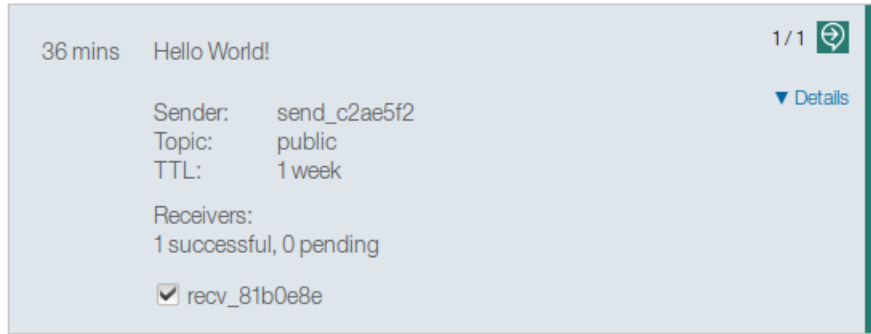 36 mins Hello World! 1/1
▼ Details
Sender: send_c2ae5f2
Topic: public
TTL: 1 week
Receivers:
1 successful, 0 pending
recv_81b0e8e